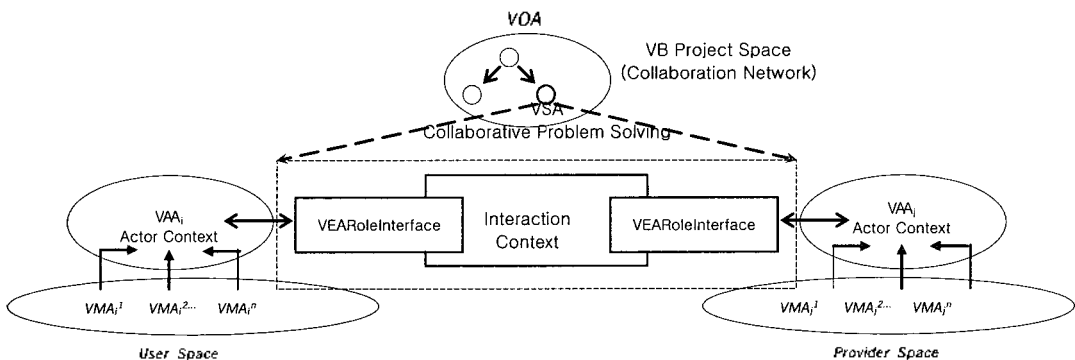 VOA
VB Project Space
(Collaboration Network)
VSA
Collaborative Problem Solving
VAAi
Actor Context
VEARoleInterface
Interaction
Context
VEARoleInterface
VAAj
Actor Context
VMAi1 VMAi2... VMAin
VMAj1 VMAj2... VMAjn
User Space
Provider Space